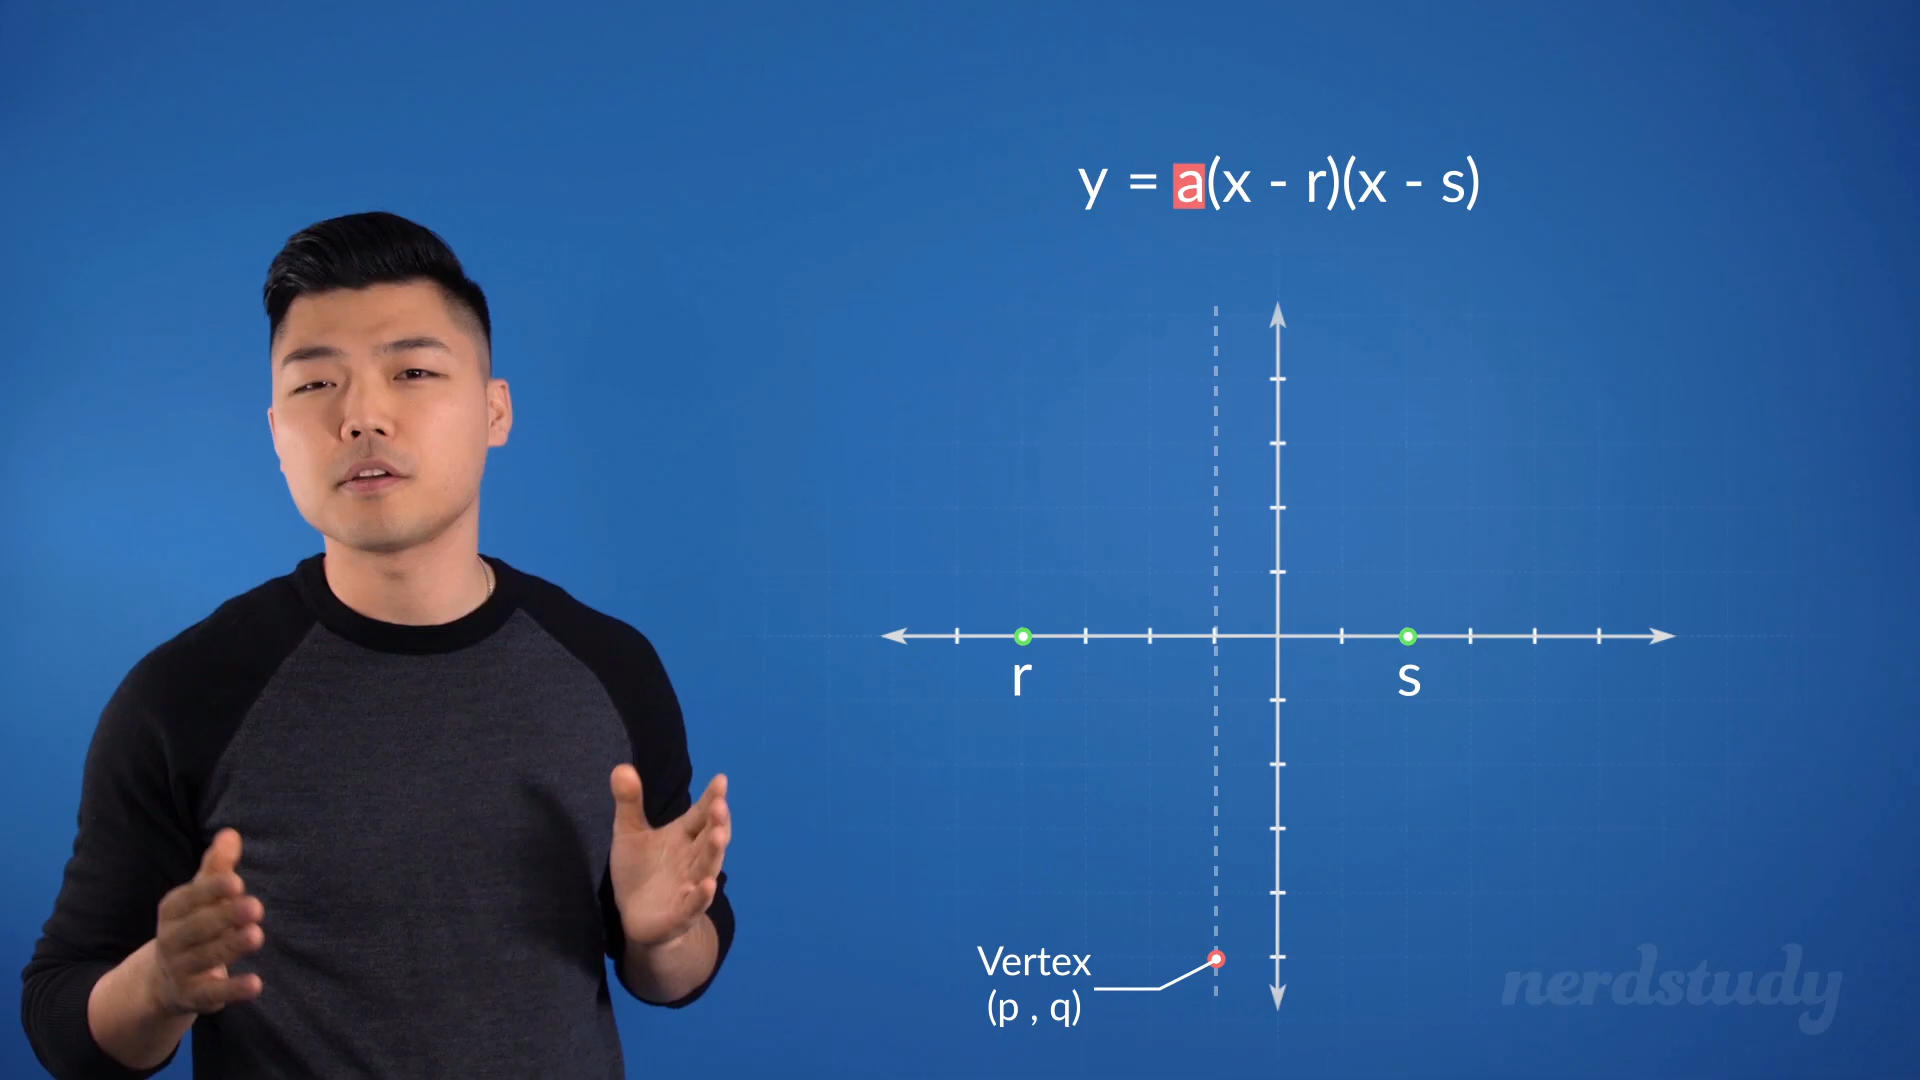 y = a(x - r)(x - s)
r
s
Vertex
(p , q)
nerdstudy